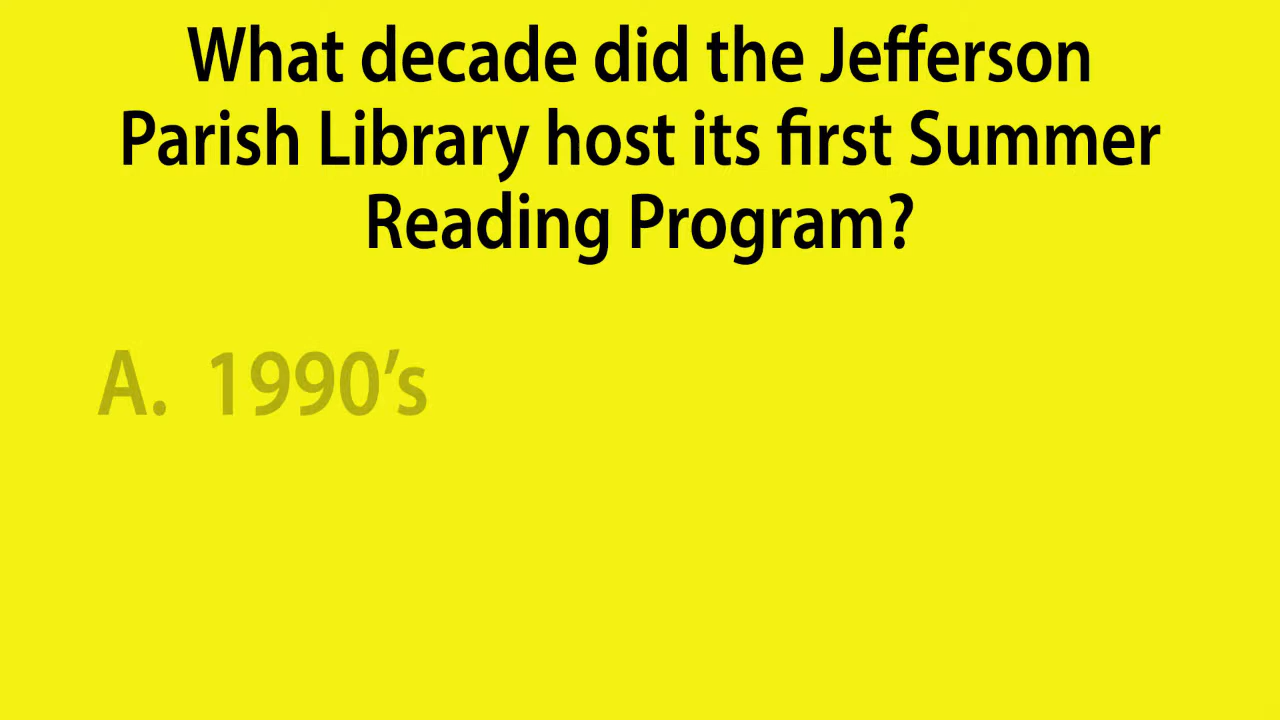 What decade did the Jefferson
Parish Library host its first Summer
Reading Program?
A. 1990’s